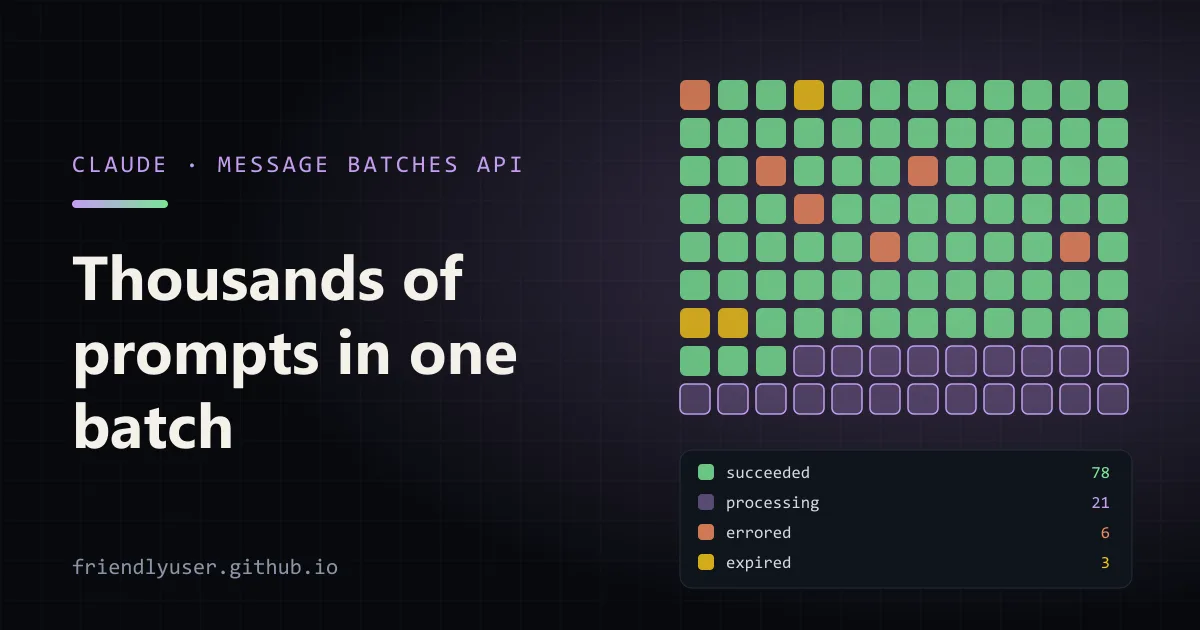 CLAUDE · MESSAGE BATCHES API
Thousands of
prompts in one
batch
friendlyuser.github.io
succeeded 78
processing 21
errored 6
expired 3